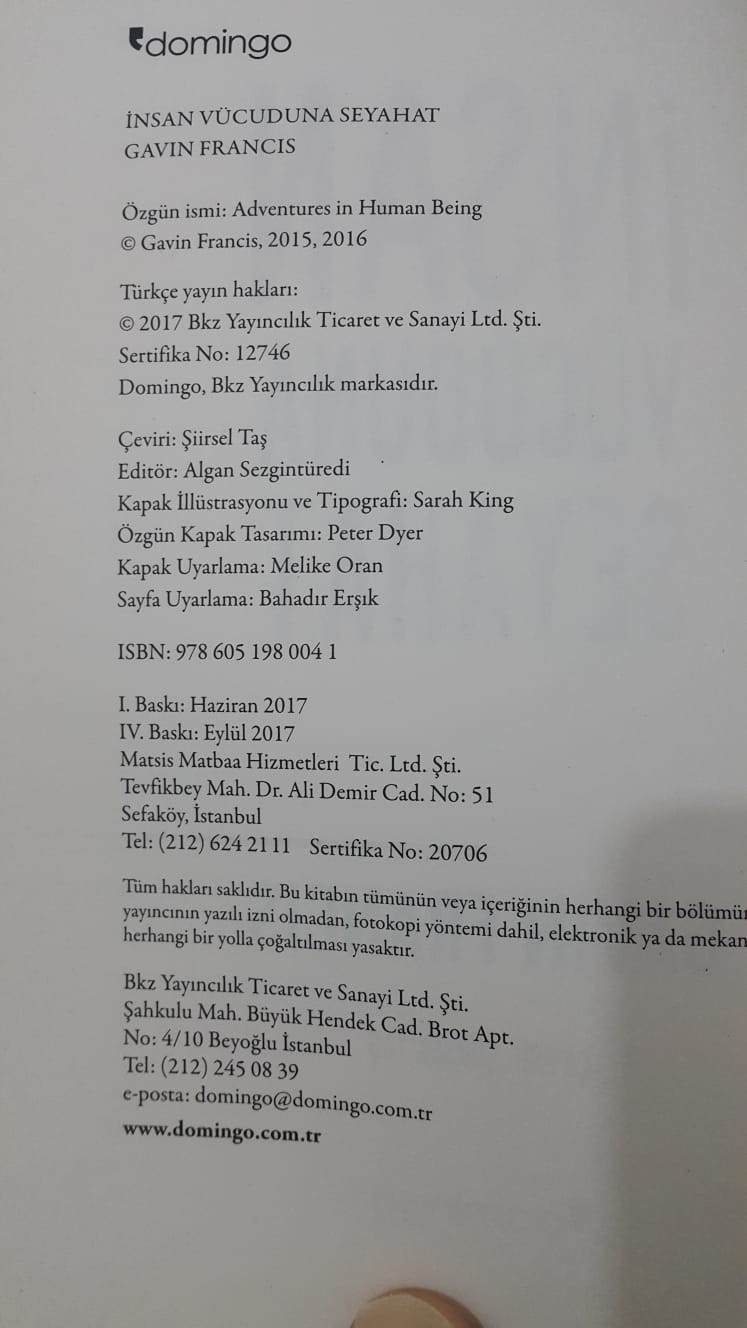 domingo
İNSAN VÜCUDUNA SEYAHAT
GAVIN FRANCIS
Özgün ismi: Adventures in Human Being
© Gavin Francis, 2015, 2016
Türkçe yayın hakları:
© 2017 Bkz Yayıncılık Ticaret ve Sanayi Ltd. Şti.
Sertifika No: 12746
Domingo, Bkz Yayıncılık markasıdır.
Çeviri: Şiirsel Taş
Editör: Algan Sezgintüredi
Kapak İllüstrasyonu ve Tipografi: Sarah King
Özgün Kapak Tasarımı: Peter Dyer
Kapak Uyarlama: Melike Oran
Sayfa Uyarlama: Bahadır Erşık
ISBN: 978 605 198 004 1
I. Baskı: Haziran 2017
IV. Baskı: Eylül 2017
Matsis Matbaa Hizmetleri Tic. Ltd. Şti.
Tevfikbey Mah. Dr. Ali Demir Cad. No: 51
Sefaköy, İstanbul
Tel: (212) 624 21 11 Sertifika No: 20706
Tüm hakları saklıdır. Bu kitabın tümünün veya içeriğinin herhangi bir
yayıncının yazılı izni olmadan, fotokopi yöntemi dahil, elektronik ya da
herhangi bir yolla çoğaltılması yasaktır.
Bkz Yayıncılık Ticaret ve Sanayi Ltd. Şti.
Şahkulu Mah. Büyük Hendek Cad. Brot Apt.
No: 4/10 Beyoğlu İstanbul
Tel: (212) 245 08 39
e-posta: domingo@domingo.com.tr
www.domingo.com.tr